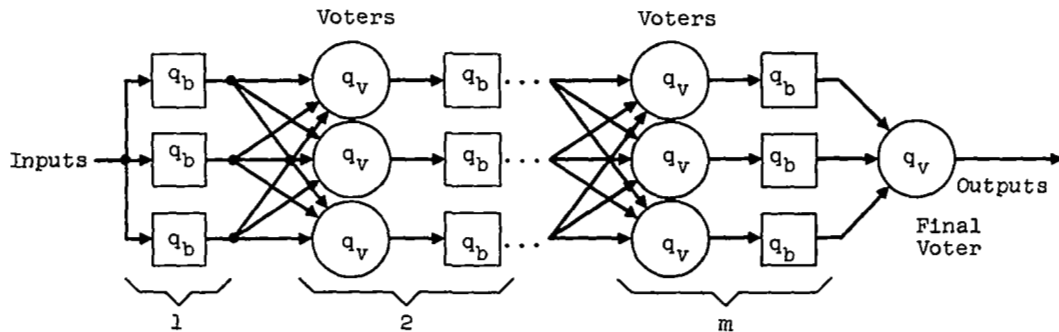 Voters Voters
q_b q_v q_b ... q_v q_b
Inputs q_b q_v q_b ... q_v q_b q_v Outputs
q_b q_v q_b ... q_v q_b
Final
Voter
1 2 m